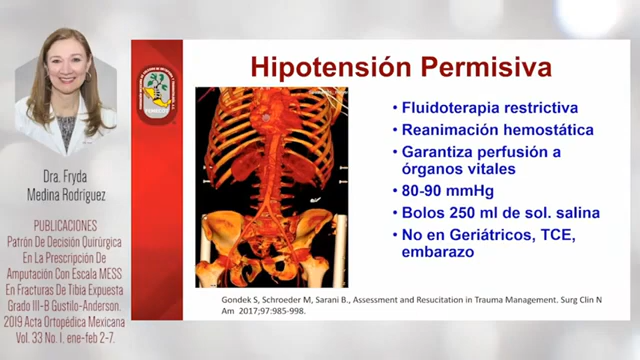 Dra. Fryda
Medina Rodríguez
PUBLICACIONES
Patrón De Decisión Quirúrgica
En La Prescripción De
Amputación Con Escala MESS
En Fracturas De Tibia Expuesta
Grado III-B Gustilo-Anderson.
2019 Acta Ortopédica Mexicana
Vol. 33 No. 1, ene-feb 2-7.
Hipotensión Permisiva
• Fluidoterapia restrictiva
• Reanimación hemostática
• Garantiza perfusión a
órganos vitales
• 80-90 mmHg
• Bolos 250 ml de sol. salina
• No en Geriátricos, TCE,
embarazo
Gondek S, Schroeder M, Sarani B., Assessment and Resucitation in Trauma Management. Surg Clin N
Am 2017;97:985-998.